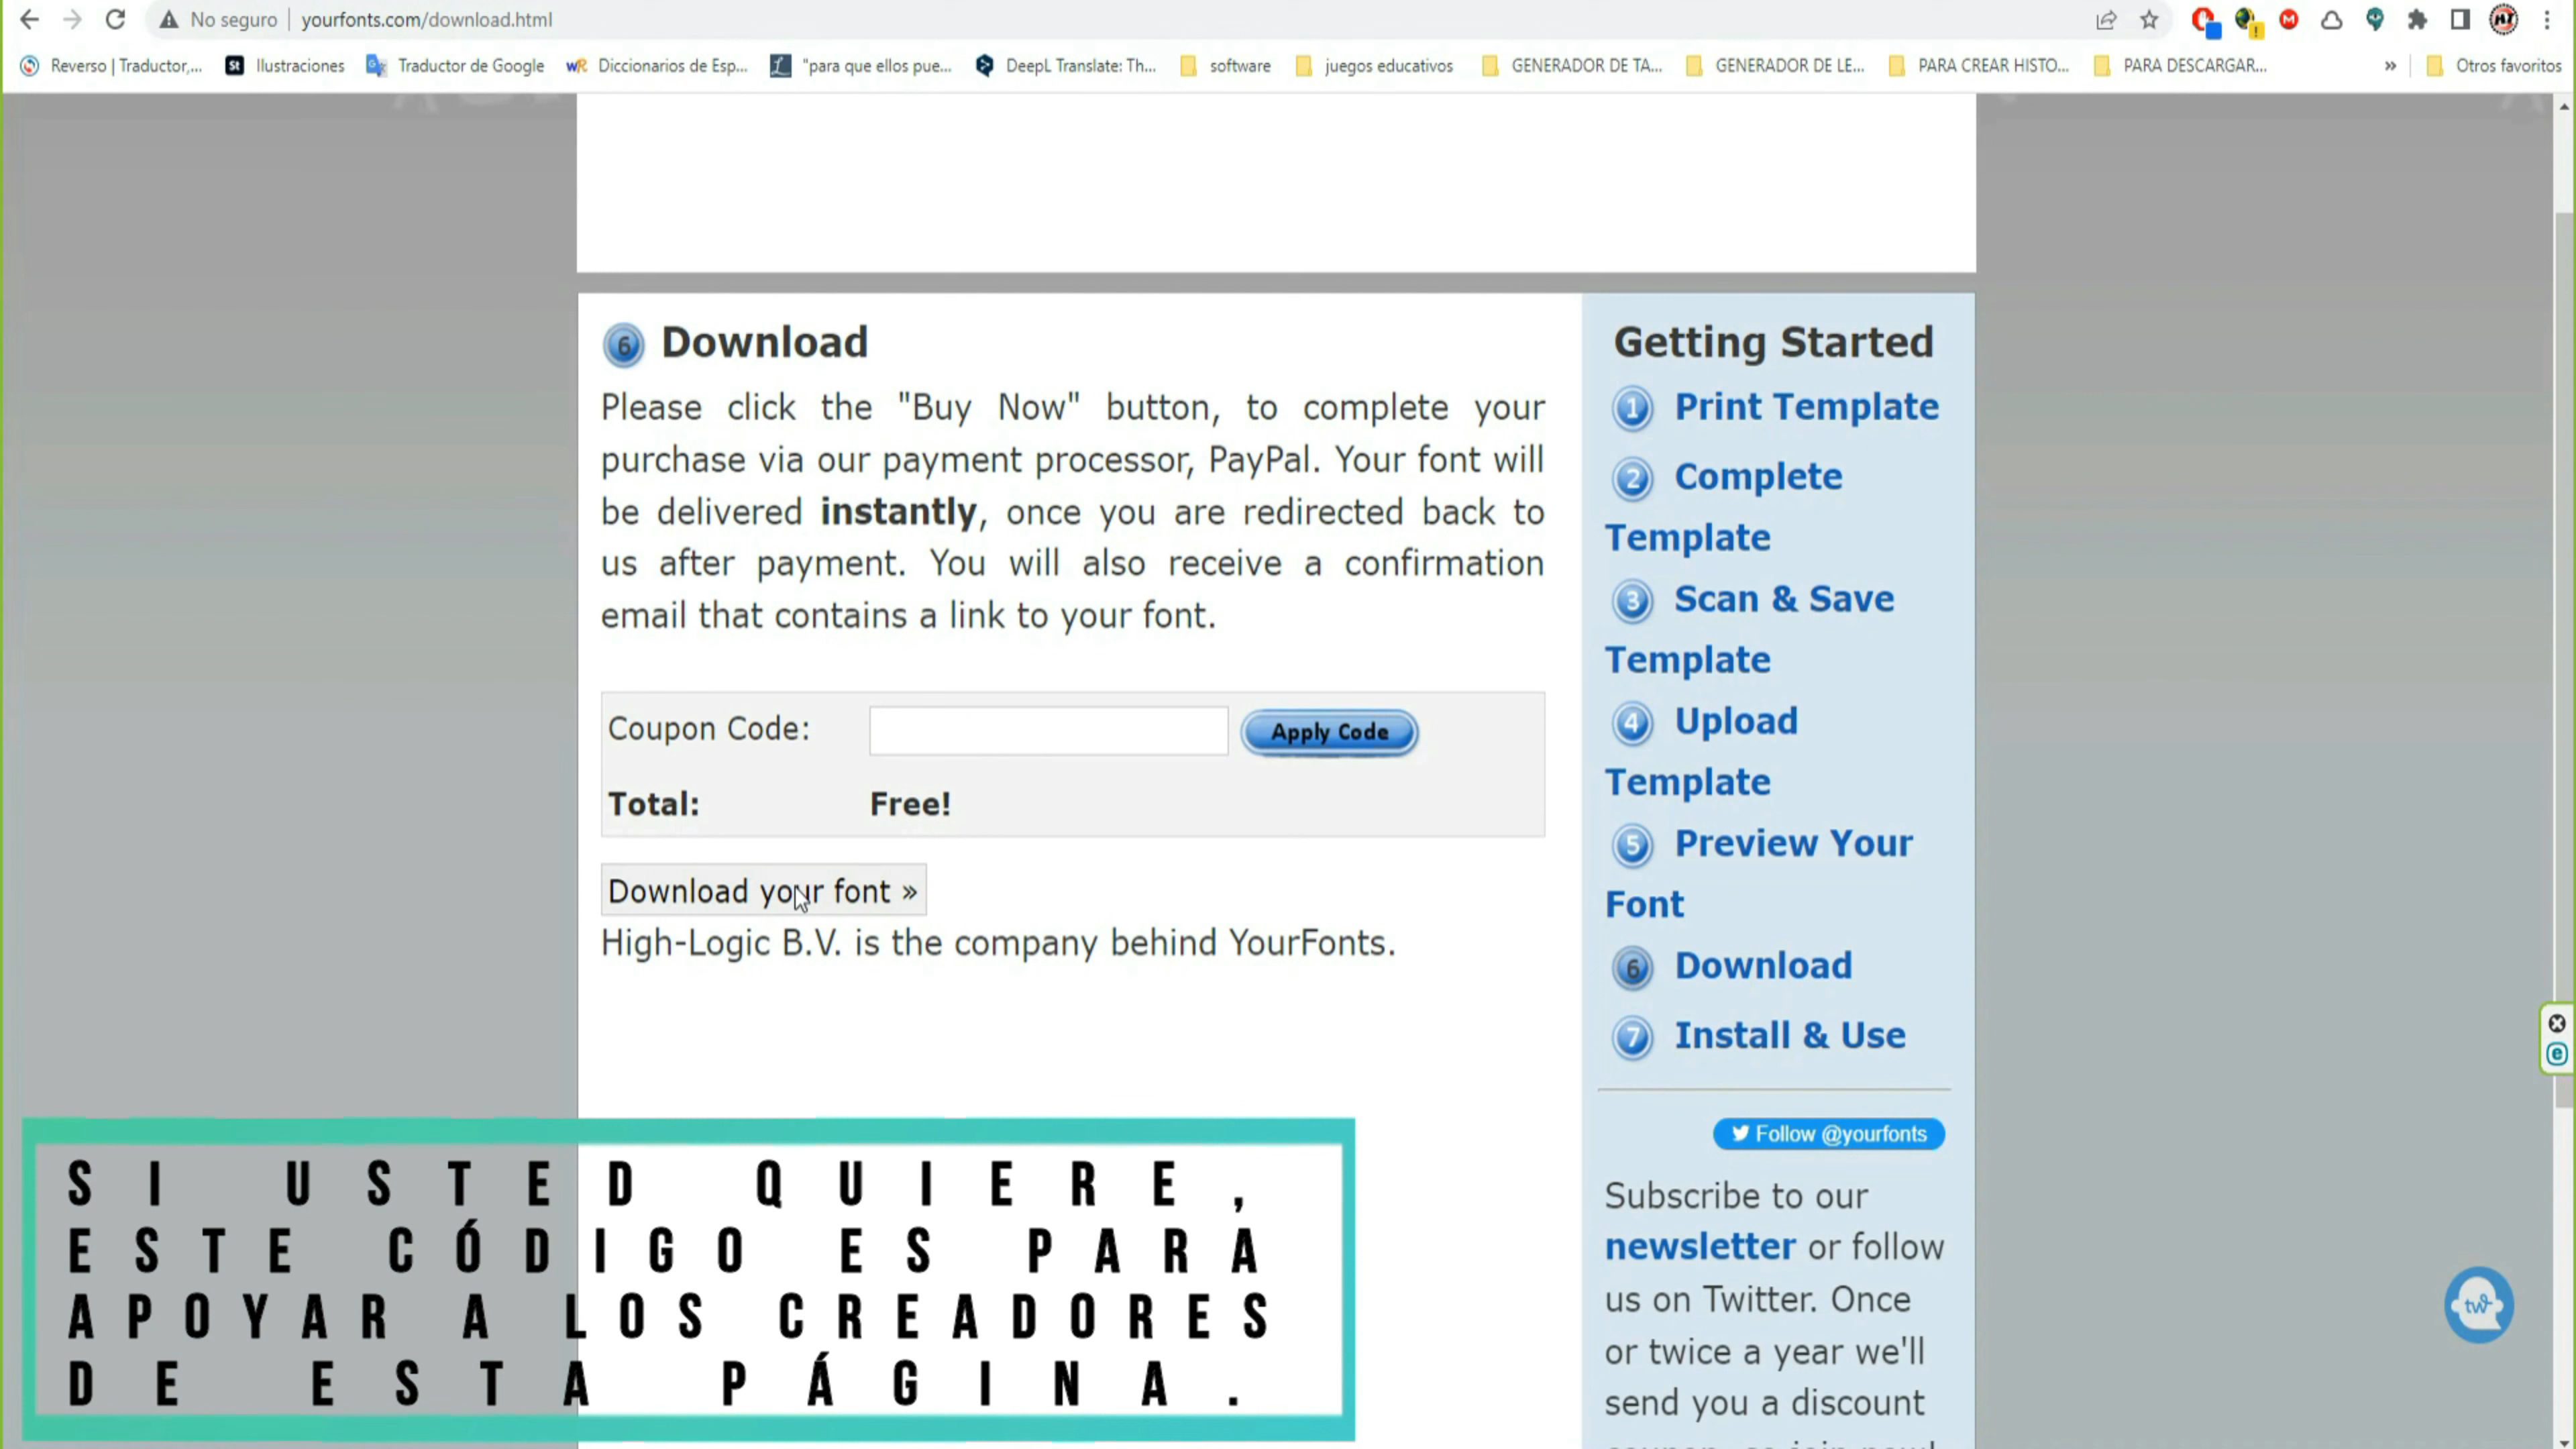 No seguro
yourfonts.com/download.html
Reverso | Traductor,...
Ilustraciones
Traductor de Google
Diccionarios de Esp...
"para que ellos pue...
DeepL Translate: Th...
software
juegos educativos
GENERADOR DE TA...
GENERADOR DE LE...
PARA CREAR HISTO...
PARA DESCARGAR...
»
Otros favoritos
6 Download
Please click the "Buy Now" button, to complete your
purchase via our payment processor, PayPal. Your font will
be delivered instantly, once you are redirected back to
us after payment. You will also receive a confirmation
email that contains a link to your font.
Coupon Code:
Apply Code
Total: Free!
Download your font »
High-Logic B.V. is the company behind YourFonts.
Getting Started
1 Print Template
2 Complete
Template
3 Scan & Save
Template
4 Upload
Template
5 Preview Your
Font
6 Download
7 Install & Use
Follow @yourfonts
Subscribe to our
newsletter or follow
us on Twitter. Once
or twice a year we'll
send you a discount
SI USTED QUIERE,
ESTE CÓDIGO ES PARA
APOYAR A LOS CREADORES
DE ESTA PÁGINA.